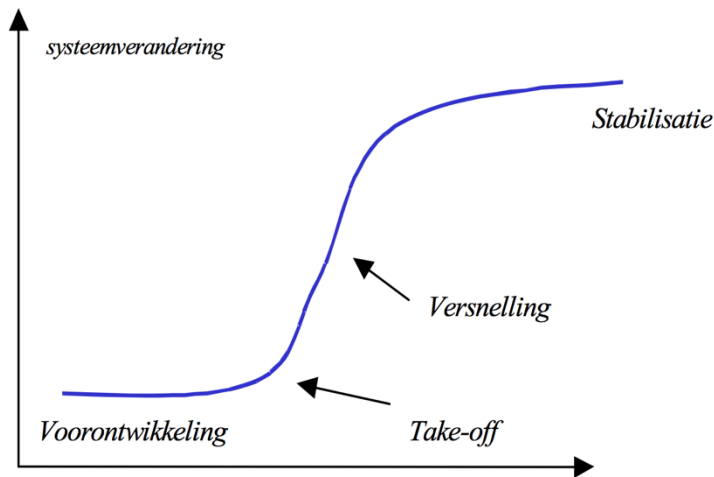 systeemverandering
Stabilisatie
Versnelling
Voorontwikkeling
Take-off